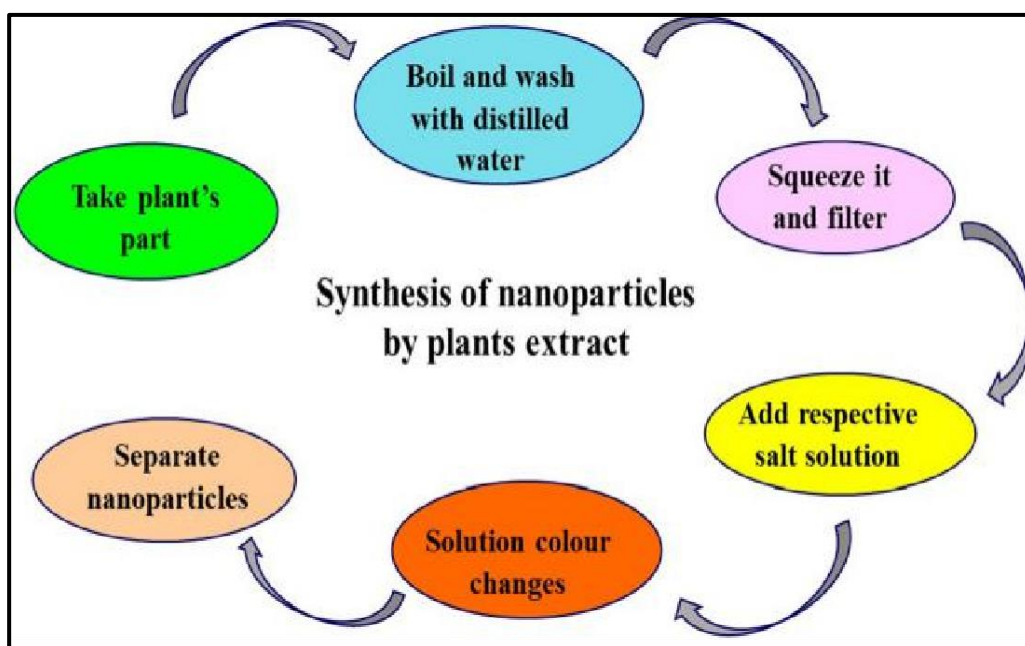 Boil and wash
with distilled
water
Take plant's
part
Squeeze it
and filter
Synthesis of nanoparticles
by plants extract
Add respective
salt solution
Separate
nanoparticles
Solution colour
changes